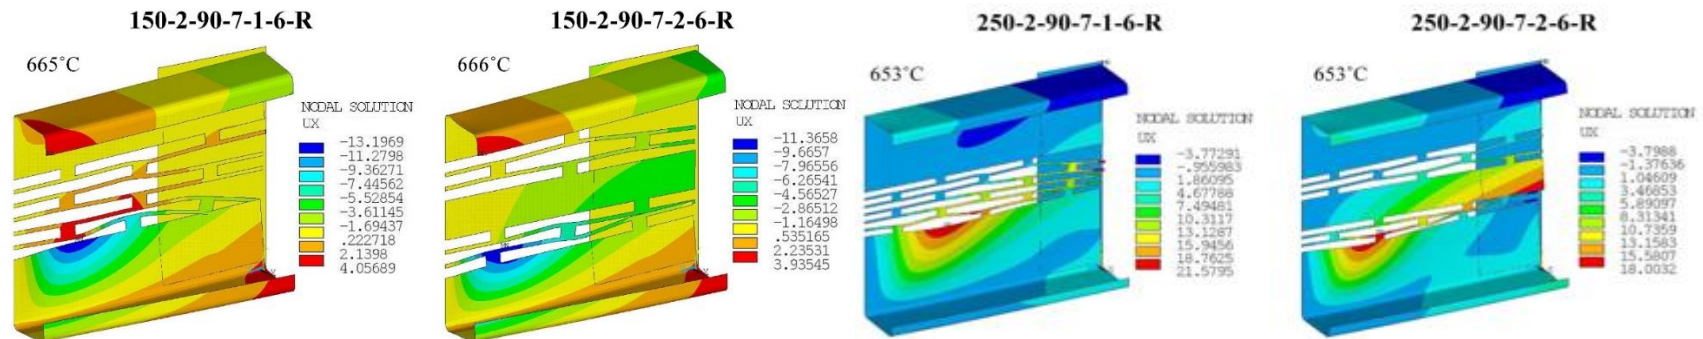 150-2-90-7-1-6-R
665˚C
NODAL SOLUTION
UX
-13.1969
-11.2798
-9.36271
-7.44562
-5.52854
-3.61145
-1.69437
.222718
2.1398
4.05689
150-2-90-7-2-6-R
666˚C
NODAL SOLUTION
UX
-11.3658
-9.6657
-7.96556
-6.26541
-4.56527
-2.86512
-1.16498
.535165
2.23531
3.93545
250-2-90-7-1-6-R
653˚C
NODAL SOLUTION
UX
-3.77291
-.955983
1.86095
4.67788
7.49481
10.3117
13.1287
15.9456
18.7625
21.5795
250-2-90-7-2-6-R
653˚C
NODAL SOLUTION
UX
-3.7988
-1.37636
1.04609
3.46853
5.89097
8.31341
10.7359
13.1583
15.5807
18.0032